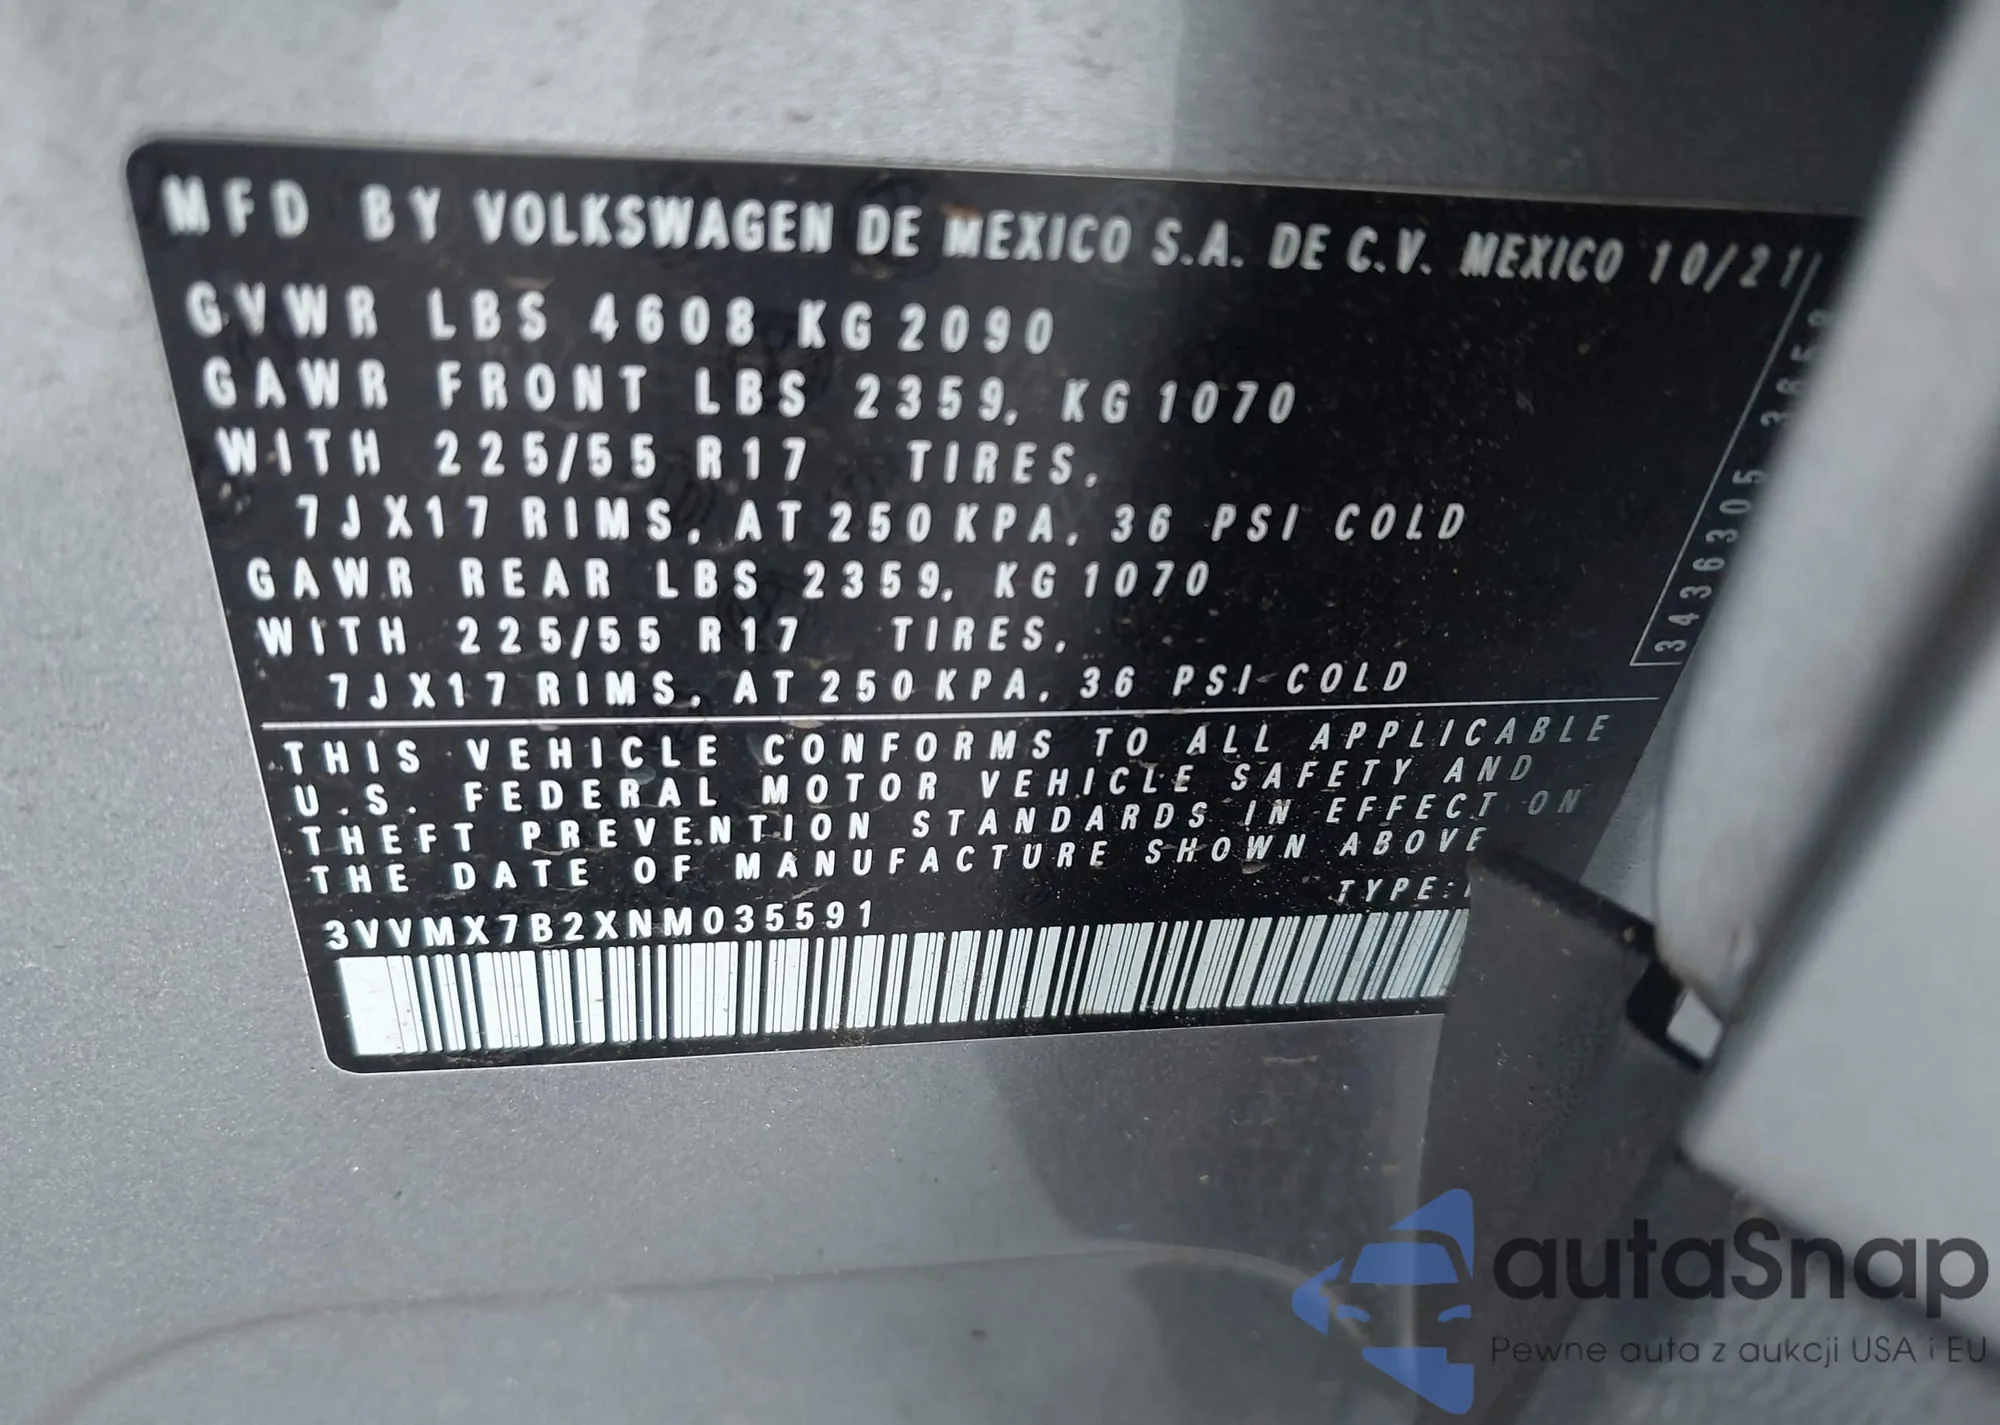 MFD BY VOLKSWAGEN DE MEXICO S.A. DE C.V. MEXICO 10/21
GVWR LBS 4608 KG 2090
GAWR FRONT LBS 2359, KG 1070
WITH 225/55 R17 TIRES,
7JX17 RIMS, AT 250 KPA, 36 PSI COLD
GAWR REAR LBS 2359, KG 1070
WITH 225/55 R17 TIRES,
7JX17 RIMS, AT 250 KPA, 36 PSI COLD
34363305
THIS VEHICLE CONFORMS TO ALL APPLICABLE
U.S. FEDERAL MOTOR VEHICLE SAFETY AND
THEFT PREVENTION STANDARDS IN EFFECT ON
THE DATE OF MANUFACTURE SHOWN ABOVE
TYPE:
3VVMX7B2XNM035591
autaSnap
Pewne auta z aukcji USA i EU